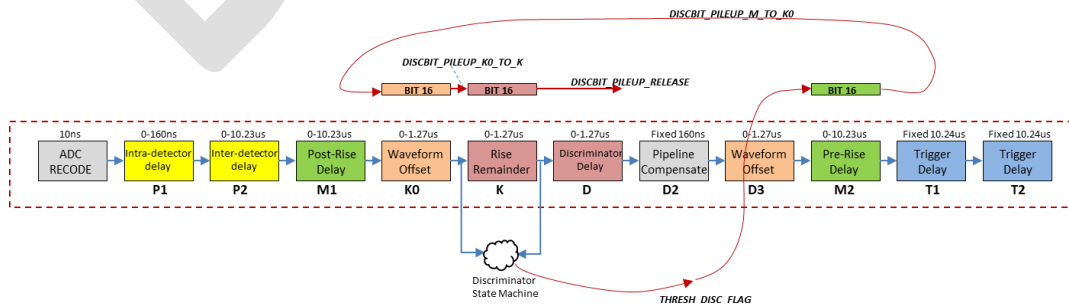 DISCBIT_PILEUP_M_TO_K0
DISCBIT_PILEUP_K0_TO_K
DISCBIT_PILEUP_RELEASE
BIT 16
BIT 16
BIT 16
10ns
0-160ns
0-10.23us
0-10.23us
0-1.27us
0-1.27us
0-1.27us
Fixed 160ns
0-1.27us
0-10.23us
Fixed 10.24us
Fixed 10.24us
ADC
RECODE
Intra-detector
delay
Inter-detector
delay
Post-Rise
Delay
Waveform
Offset
Rise
Remainder
Discriminator
Delay
Pipeline
Compensate
Waveform
Offset
Pre-Rise
Delay
Trigger
Delay
Trigger
Delay
P1
P2
M1
K0
K
D
D2
D3
M2
T1
T2
Discriminator
State Machine
THRESH_DISC_FLAG